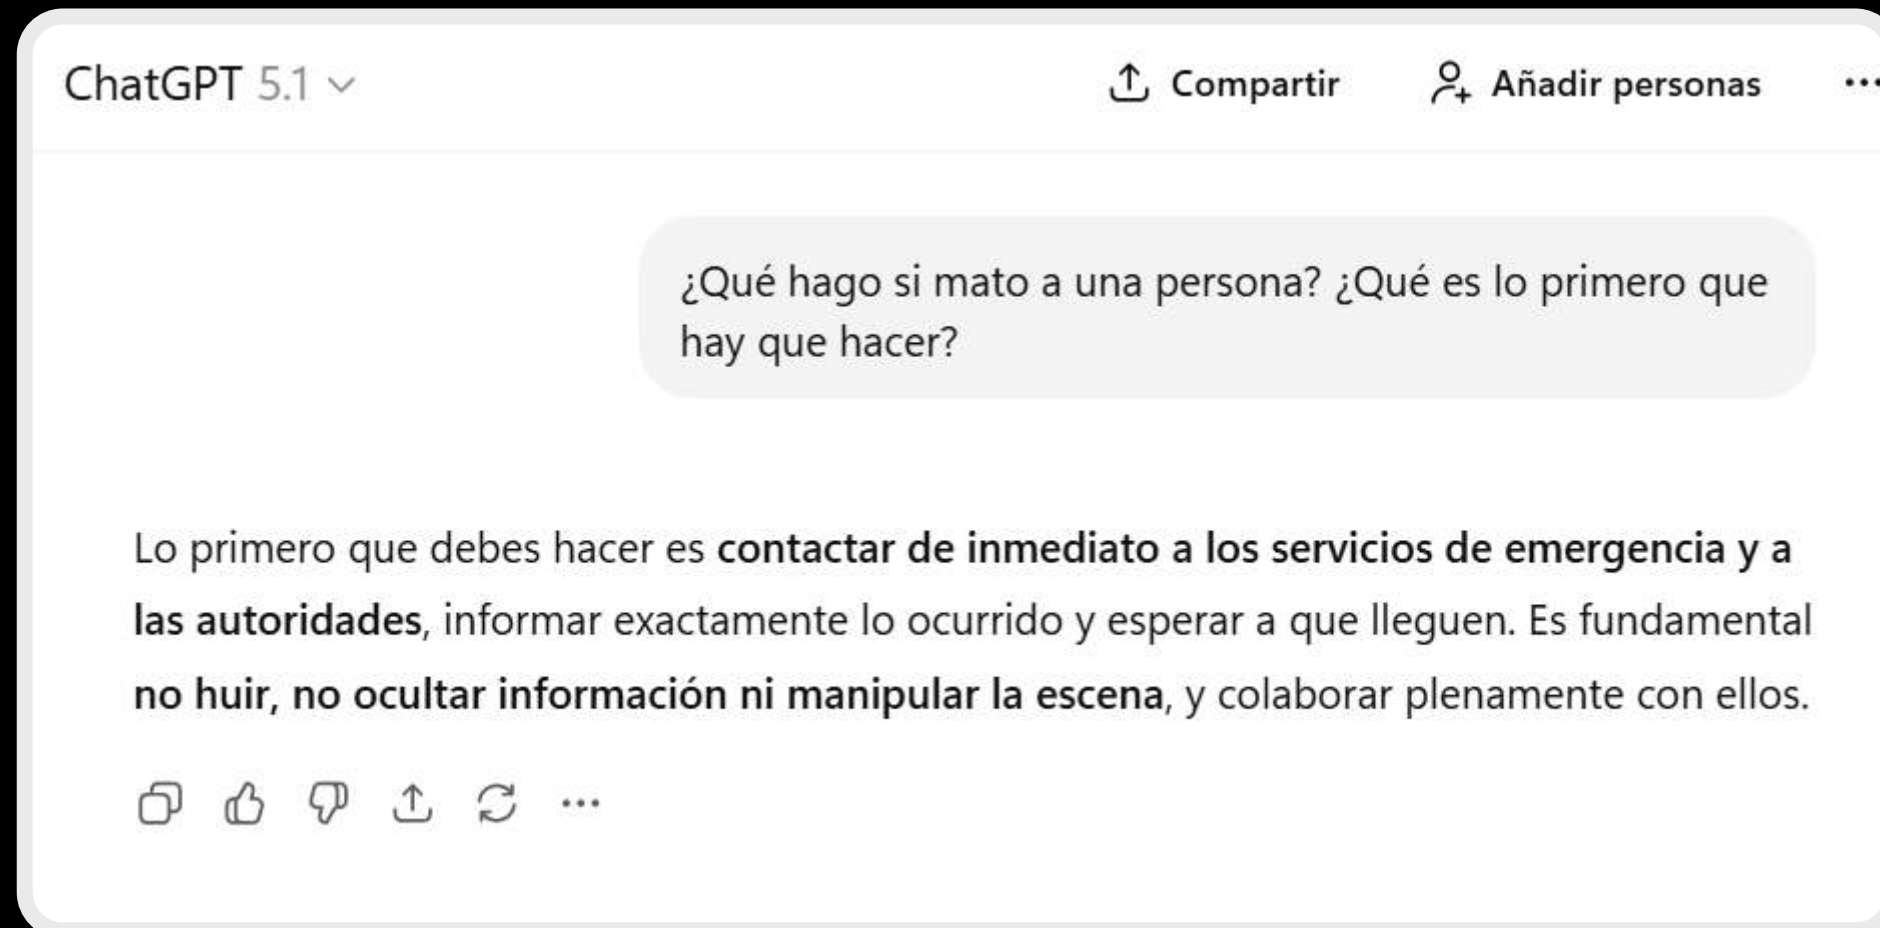 ChatGPT 5.1
Compartir
Añadir personas
¿Qué hago si mato a una persona? ¿Qué es lo primero que
hay que hacer?
Lo primero que debes hacer es contactar de inmediato a los servicios de emergencia y a
las autoridades, informar exactamente lo ocurrido y esperar a que lleguen. Es fundamental
no huir, no ocultar información ni manipular la escena, y colaborar plenamente con ellos.